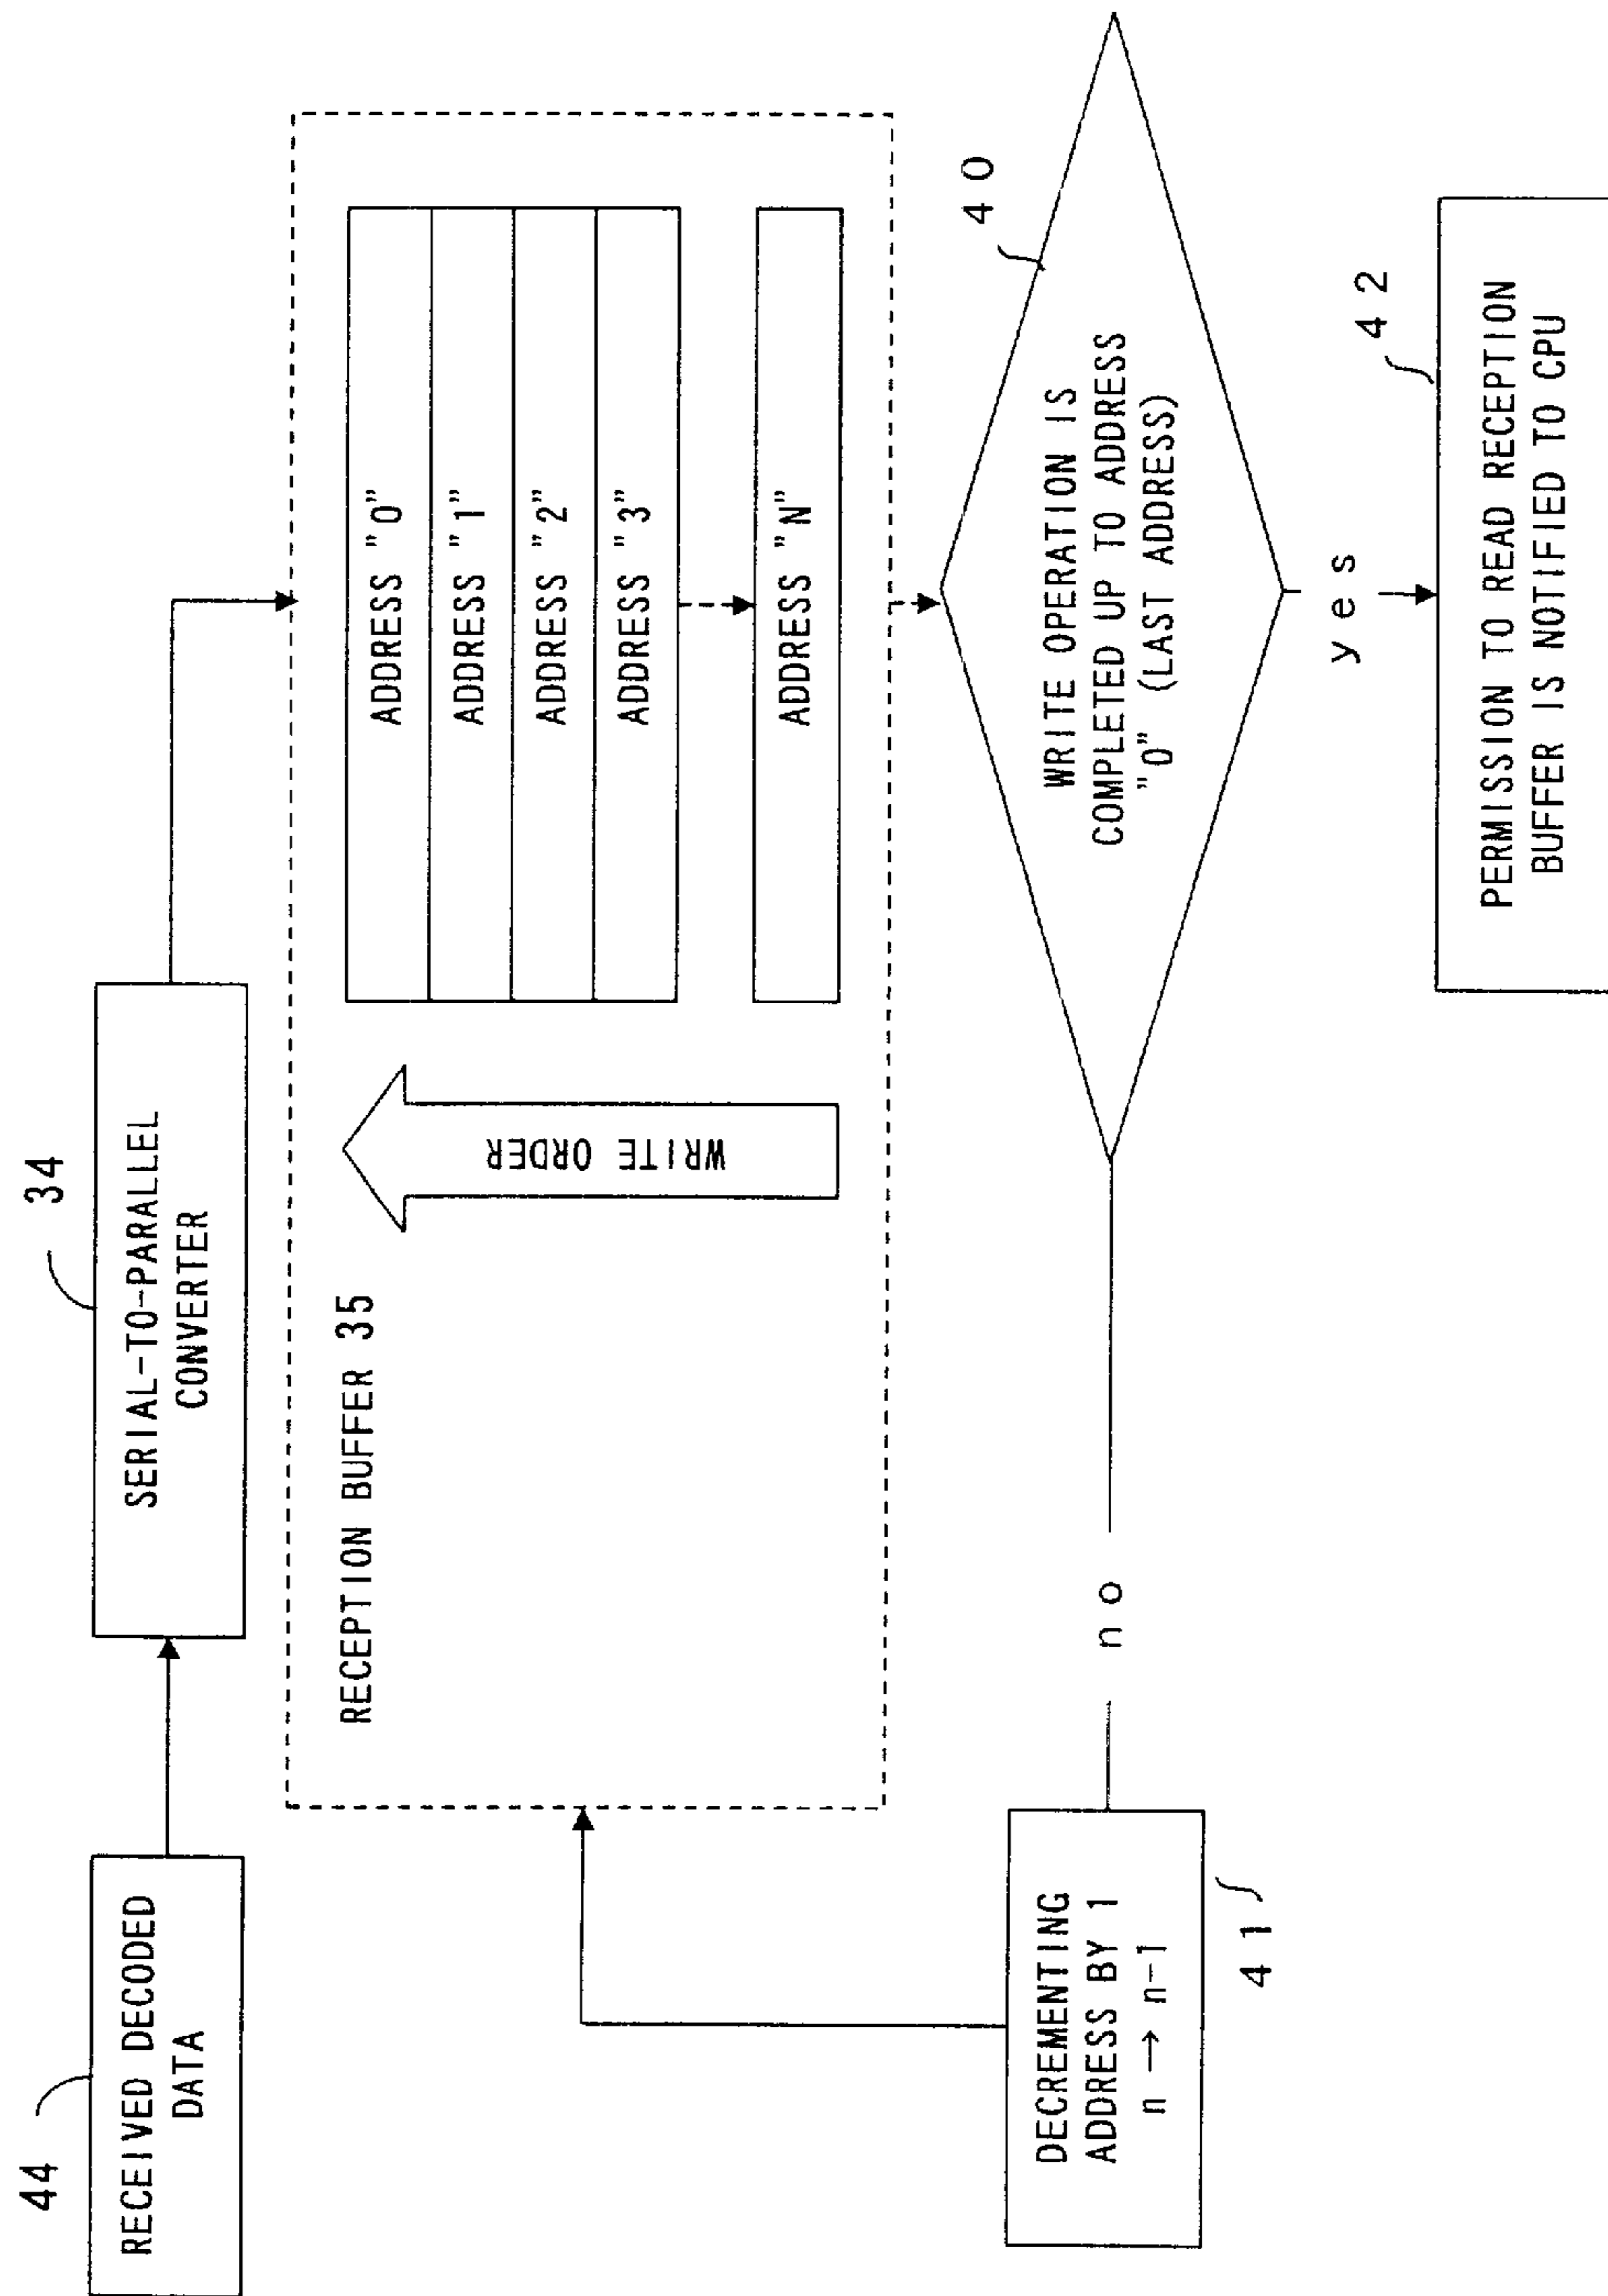 44
RECEIVED DECODED
DATA
34
SERIAL-TO-PARALLEL
CONVERTER
RECEPTION BUFFER 35
WRITE ORDER
ADDRESS "0"
ADDRESS "1"
ADDRESS "2"
ADDRESS "3"
ADDRESS "N"
40
WRITE OPERATION IS
COMPLETED UP TO ADDRESS
"0" (LAST ADDRESS)
no
DECREMENTING
ADDRESS BY 1
n → n-1
41
yes
42
PERMISSION TO READ RECEPTION
BUFFER IS NOTIFIED TO CPU